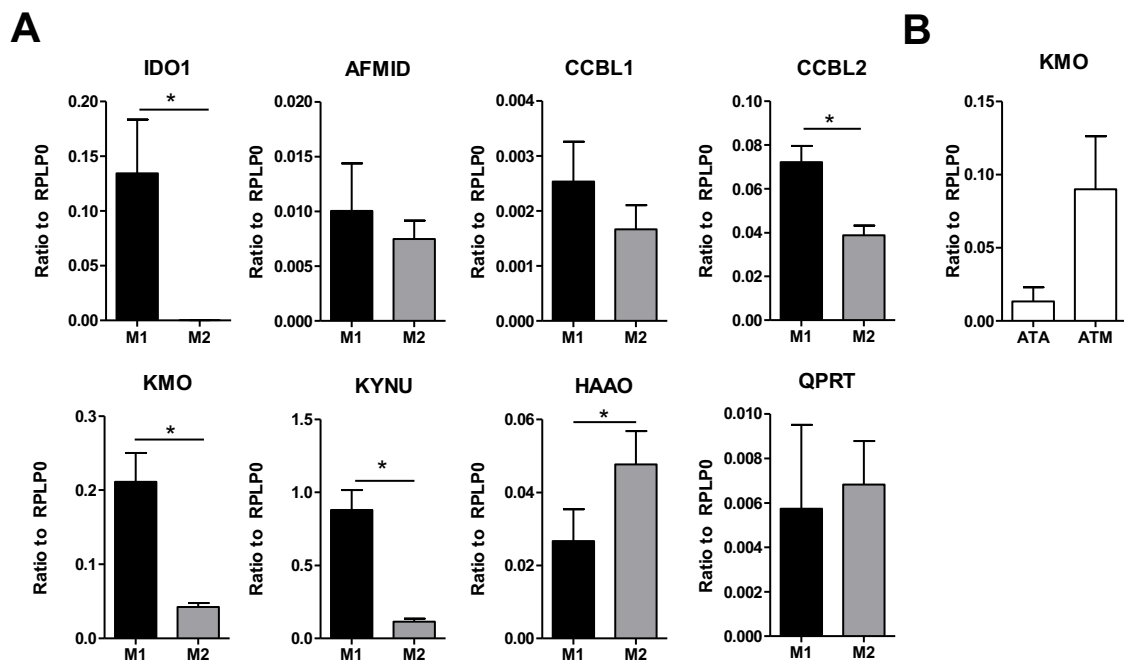 A
B
IDO1
Ratio to RPLP0
0.20
0.15
0.10
0.05
0.00
*
M1 M2
AFMID
Ratio to RPLP0
0.020
0.015
0.010
0.005
0.000
M1 M2
CCBL1
Ratio to RPLP0
0.004
0.003
0.002
0.001
0.000
M1 M2
CCBL2
Ratio to RPLP0
0.10
0.08
0.06
0.04
0.02
0.00
*
M1 M2
KMO
Ratio to RPLP0
0.15
0.10
0.05
0.00
ATA ATM
KMO
Ratio to RPLP0
0.3
0.2
0.1
0.0
*
M1 M2
KYNU
Ratio to RPLP0
1.5
1.0
0.5
0.0
*
M1 M2
HAAO
Ratio to RPLP0
0.06
0.04
0.02
0.00
*
M1 M2
QPRT
Ratio to RPLP0
0.010
0.008
0.006
0.004
0.002
0.000
M1 M2